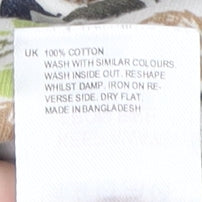 UK 100% COTTON
WASH WITH SIMILAR COLOURS,
WASH INSIDE OUT, RESHAPE
WHILST DAMP, IRON ON RE-
VERSE SIDE, DRY FLAT.
MADE IN BANGLADESH